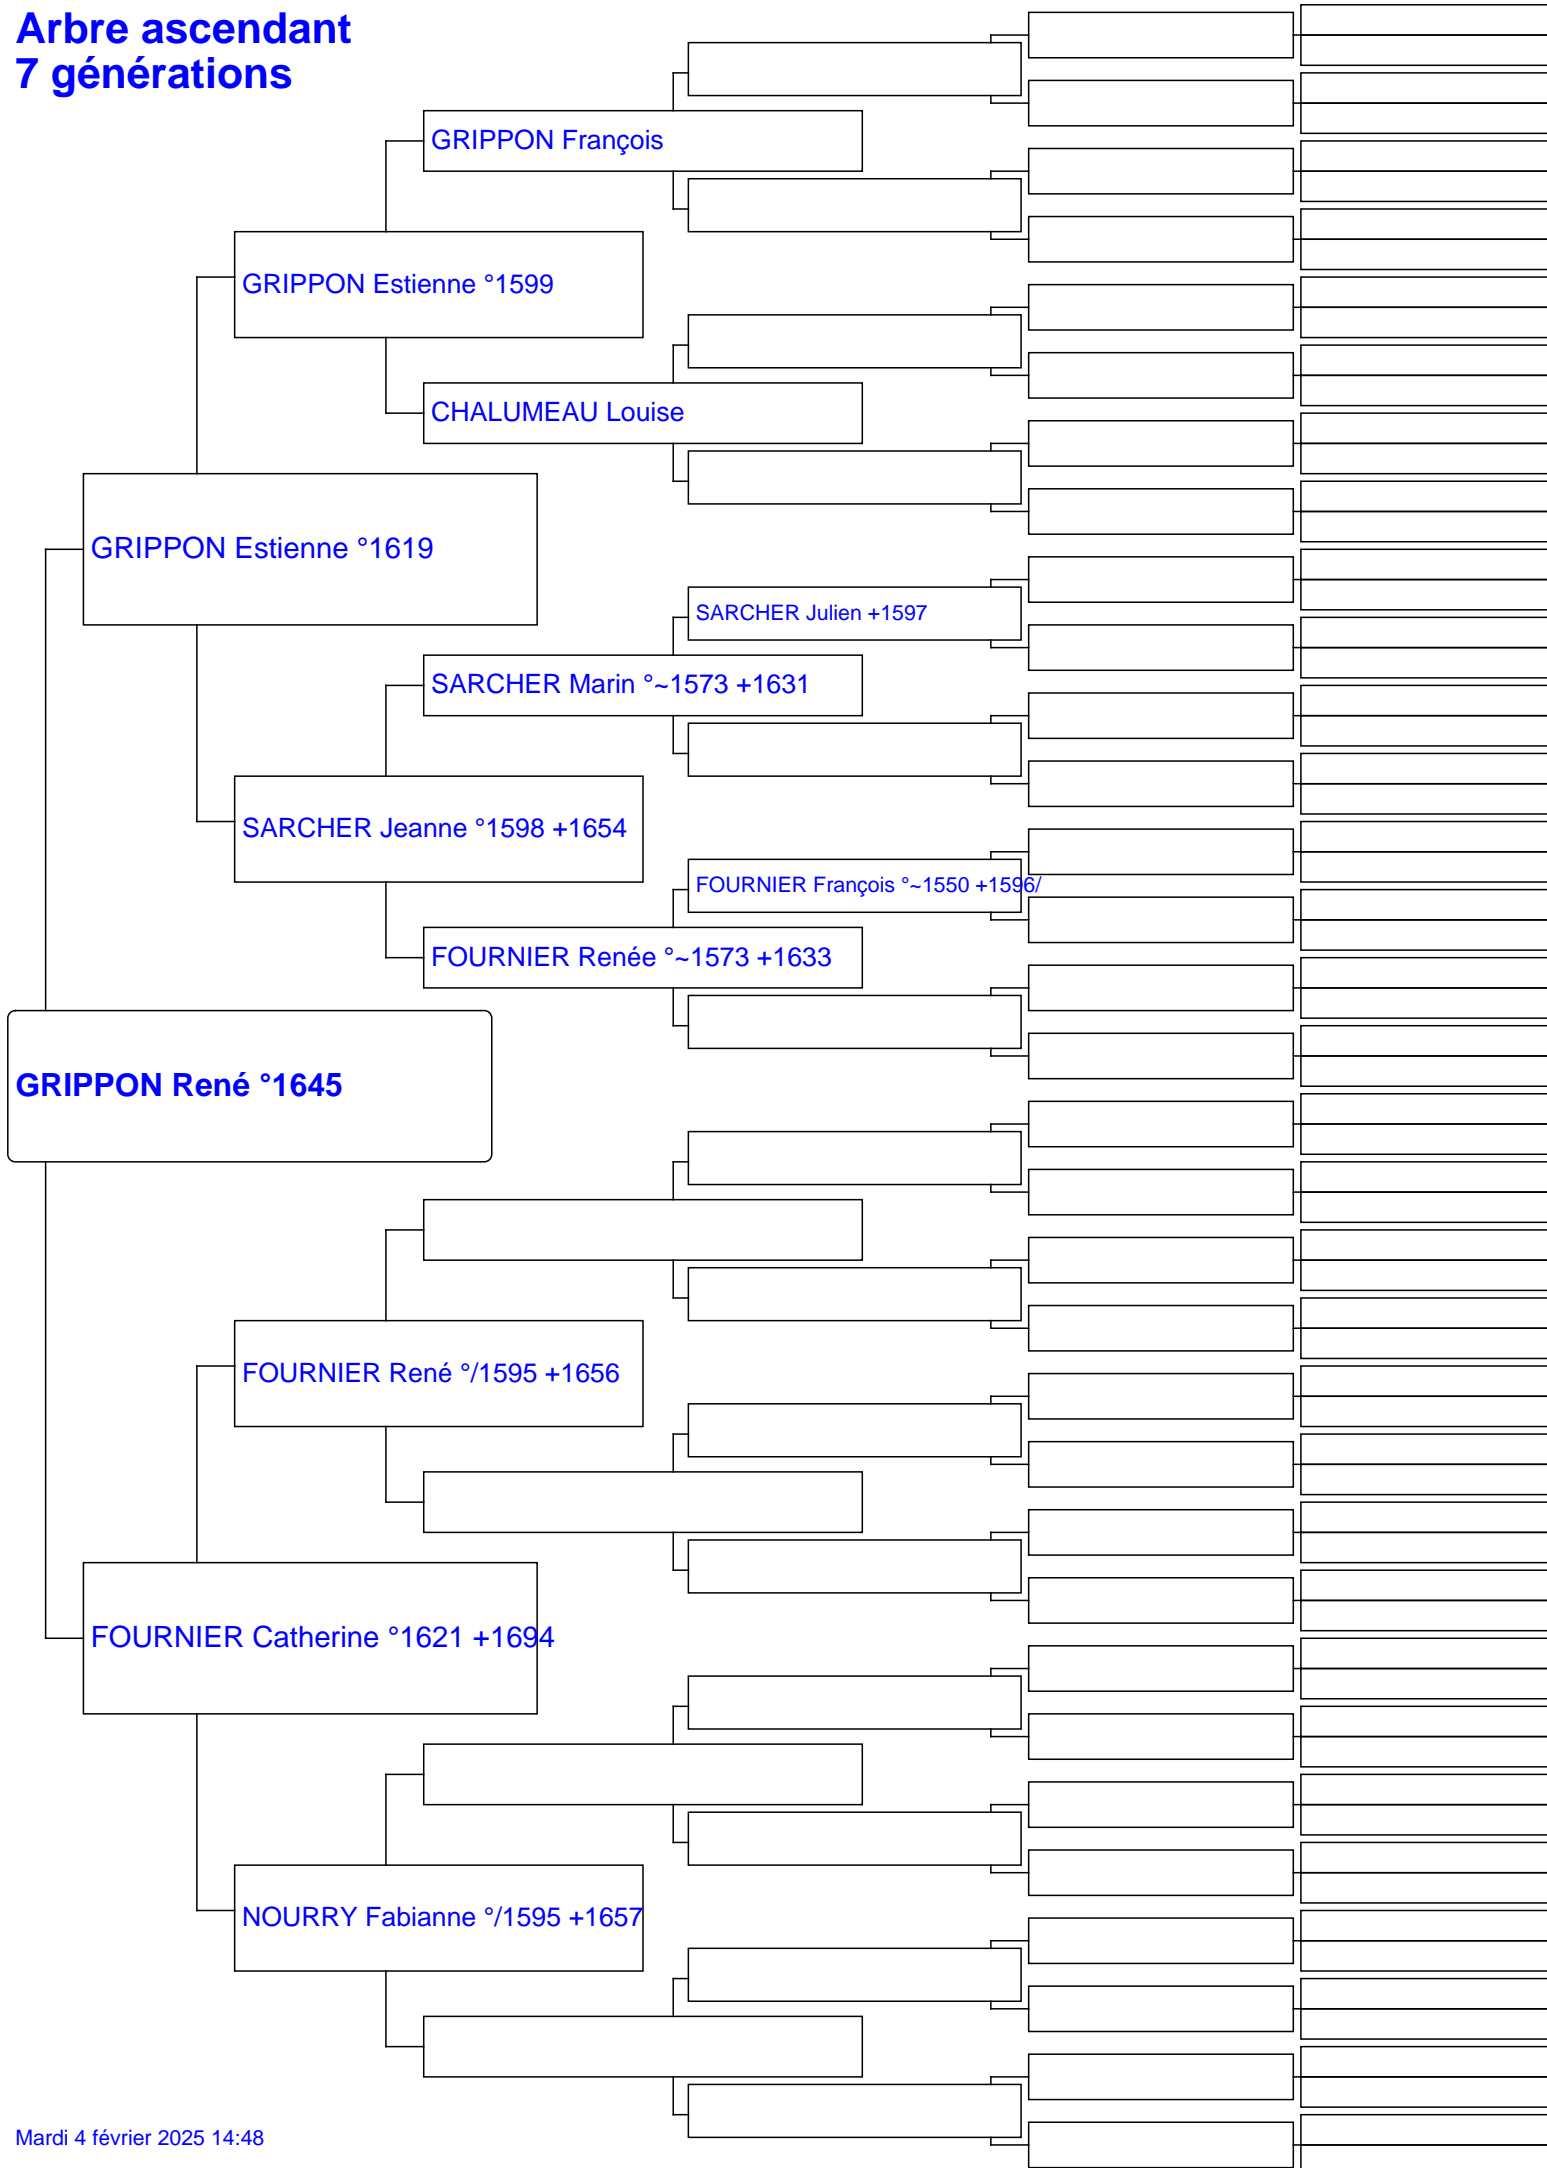 Arbre ascendant
7 générations
GRIPPON François
GRIPPON Estienne °1599
CHALUMEAU Louise
GRIPPON Estienne °1619
SARCHER Julien +1597
SARCHER Marin °~1573 +1631
SARCHER Jeanne °1598 +1654
FOURNIER François °~1550 +1596/
FOURNIER Renée °~1573 +1633
GRIPPON René °1645
FOURNIER René °/1595 +1656
FOURNIER Catherine °1621 +1694
NOURRY Fabianne °/1595 +1657
Mardi 4 février 2025 14:48